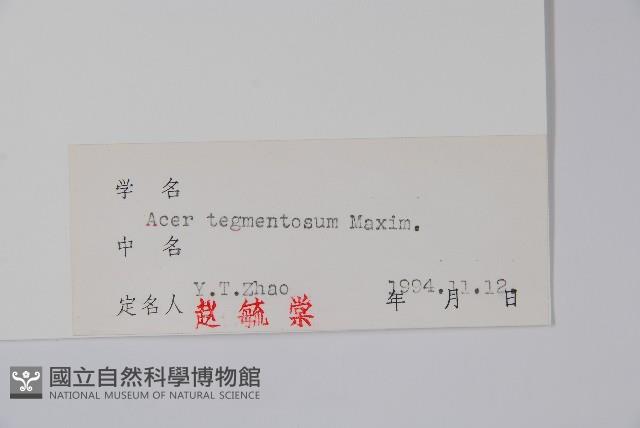 学 名
Acer tegmentosum Maxim.
中 名
Y.T.Zhao 1994.11.12.
定名人 赵毓棠 年 月 日
國立自然科學博物館
NATIONAL MUSEUM OF NATURAL SCIENCE